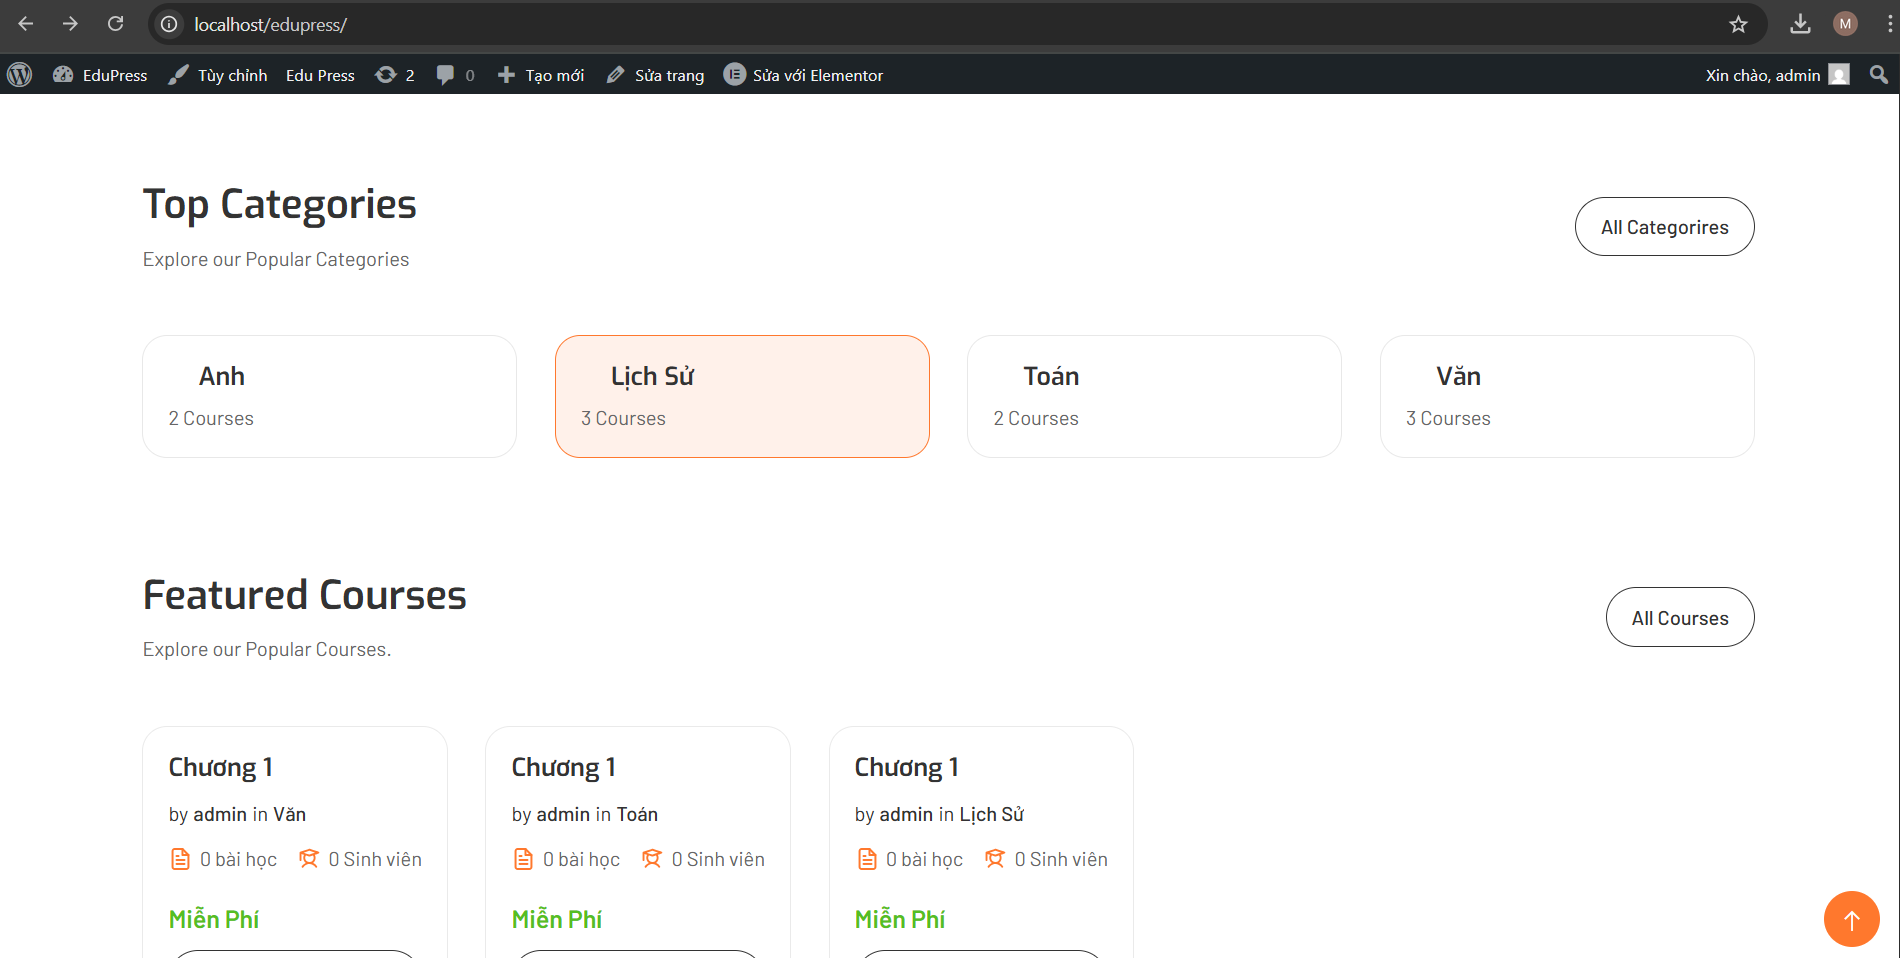 localhost/edupress/
EduPress Tùy chỉnh Edu Press 2 0 Tạo mới Sửa trang Sửa với Elementor Xin chào, admin
M
Top Categories
All Categorires
Explore our Popular Categories
Anh Lịch Sử Toán Văn
2 Courses 3 Courses 2 Courses 3 Courses
Featured Courses
All Courses
Explore our Popular Courses.
Chương 1 Chương 1 Chương 1
by admin in Văn by admin in Toán by admin in Lịch Sử
0 bài học 0 Sinh viên 0 bài học 0 Sinh viên 0 bài học 0 Sinh viên
Miễn Phí Miễn Phí Miễn Phí